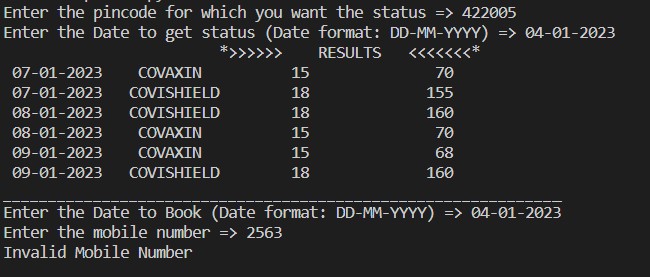 Enter the pincode for which you want the status => 422005
Enter the Date to get status (Date format: DD-MM-YYYY) => 04-01-2023
*>>>>>> RESULTS <<<<<<<*
07-01-2023 COVAXIN 15 70
07-01-2023 COVISHIELD 18 155
08-01-2023 COVISHIELD 18 160
08-01-2023 COVAXIN 15 70
09-01-2023 COVAXIN 15 68
09-01-2023 COVISHIELD 18 160
Enter the Date to Book (Date format: DD-MM-YYYY) => 04-01-2023
Enter the mobile number => 2563
Invalid Mobile Number